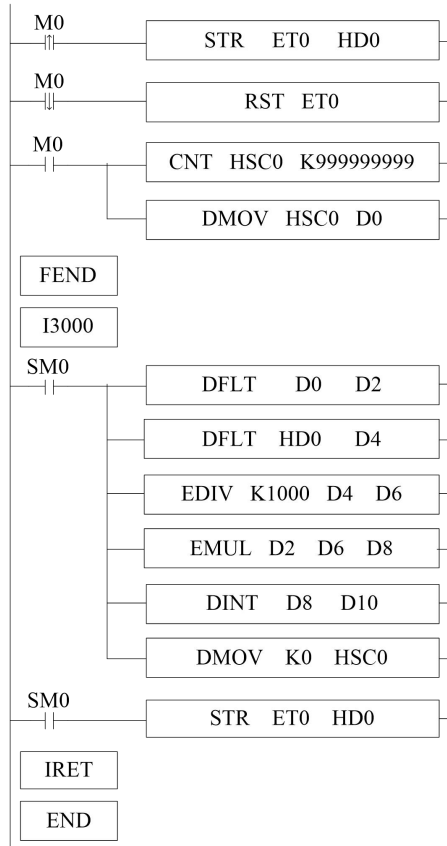 M0
STR ET0 HD0
M0
RST ET0
M0
CNT HSC0 K999999999
DMOV HSC0 D0
FEND
I3000
SM0
DFLT D0 D2
DFLT HD0 D4
EDIV K1000 D4 D6
EMUL D2 D6 D8
DINT D8 D10
DMOV K0 HSC0
SM0
STR ET0 HD0
IRET
END